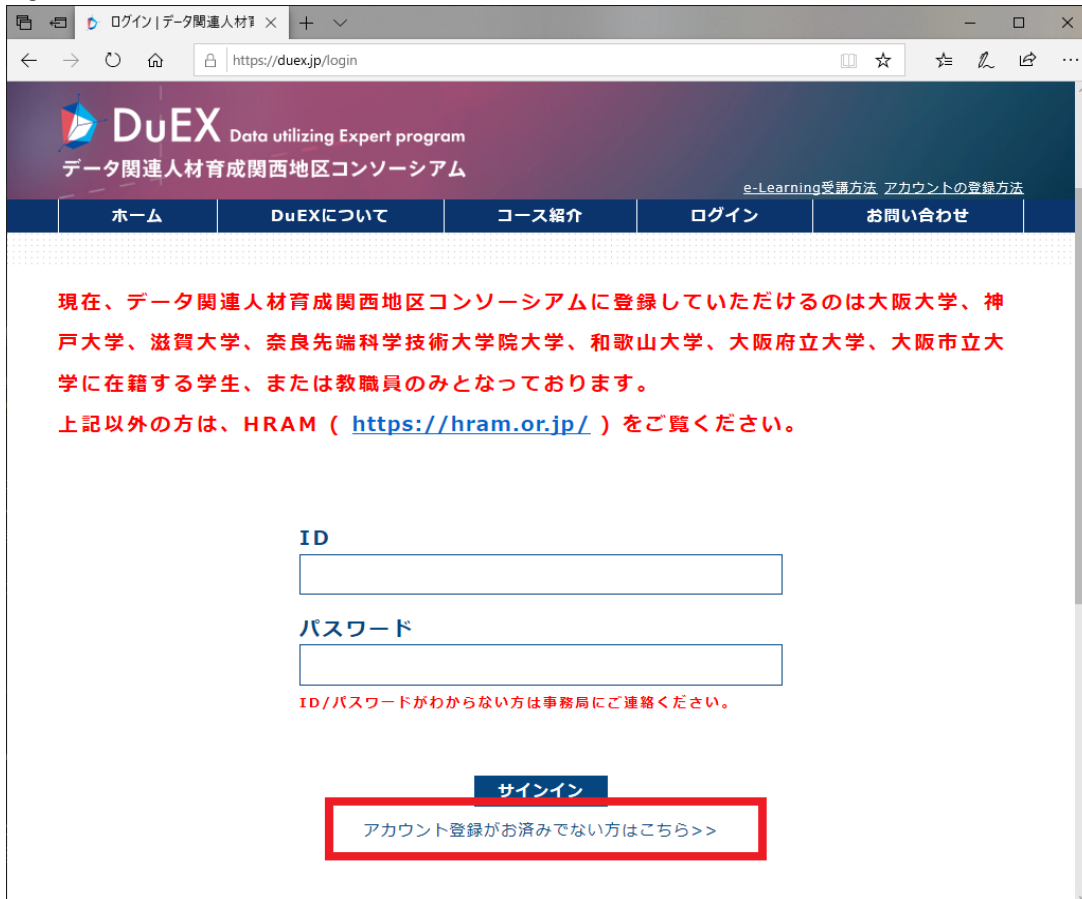 ログイン | データ関連人材育
https://duex.jp/login
DuEX Data utilizing Expert program
データ関連人材育成関西地区コンソーシアム
e-Learning受講方法 アカウントの登録方法
ホーム DuEXについて コース紹介 ログイン お問い合わせ
現在、データ関連人材育成関西地区コンソーシアムに登録していただけるのは大阪大学、神
戸大学、滋賀大学、奈良先端科学技術大学院大学、和歌山大学、大阪府立大学、大阪市立大
学に在籍する学生、または教職員のみとなっております。
上記以外の方は、HRAM ( https://hram.or.jp/ ) をご覧ください。
ID
パスワード
ID/パスワードがわからない方は事務局にご連絡ください。
サインイン
アカウント登録がお済みでない方はこちら>>